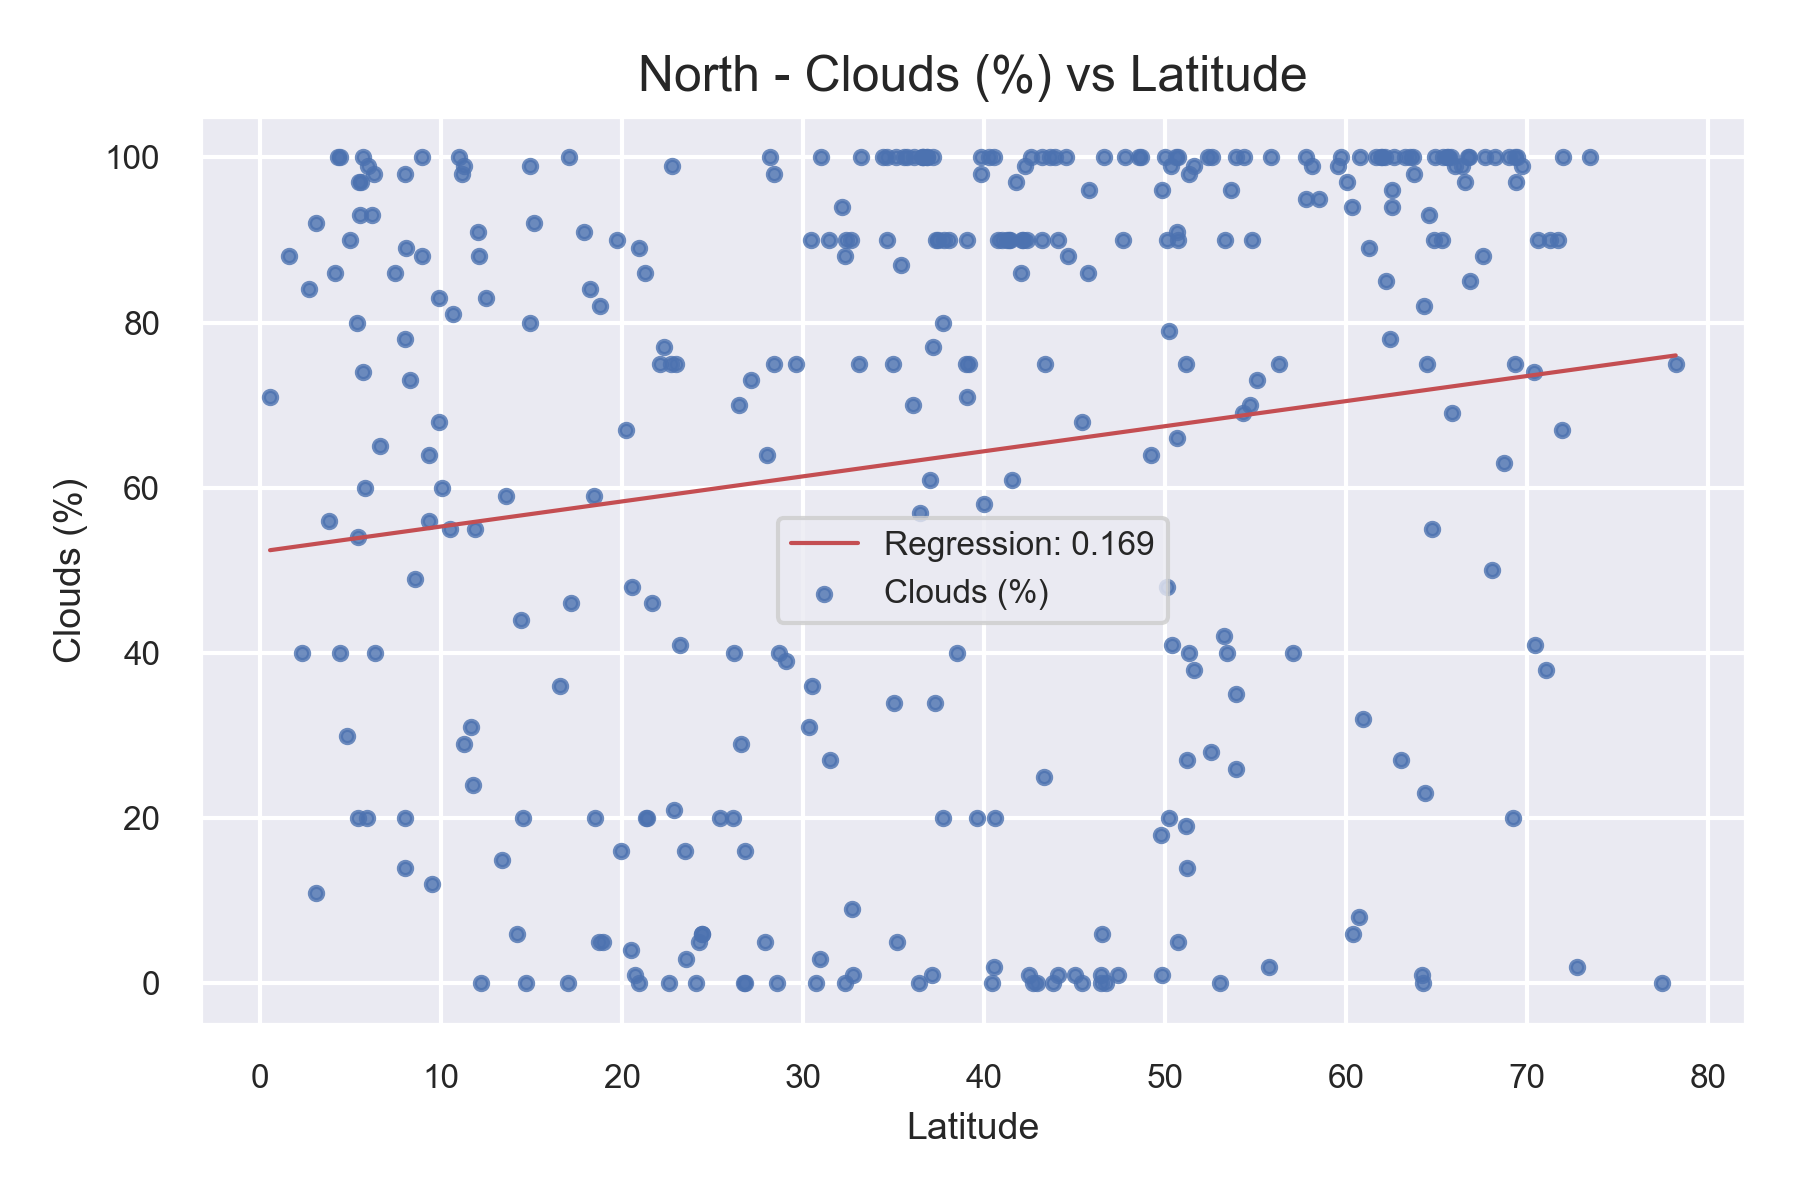 North - Clouds (%) vs Latitude
Clouds (%)
100
80
60
40
20
0
Regression: 0.169
Clouds (%)
0 10 20 30 40 50 60 70 80
Latitude